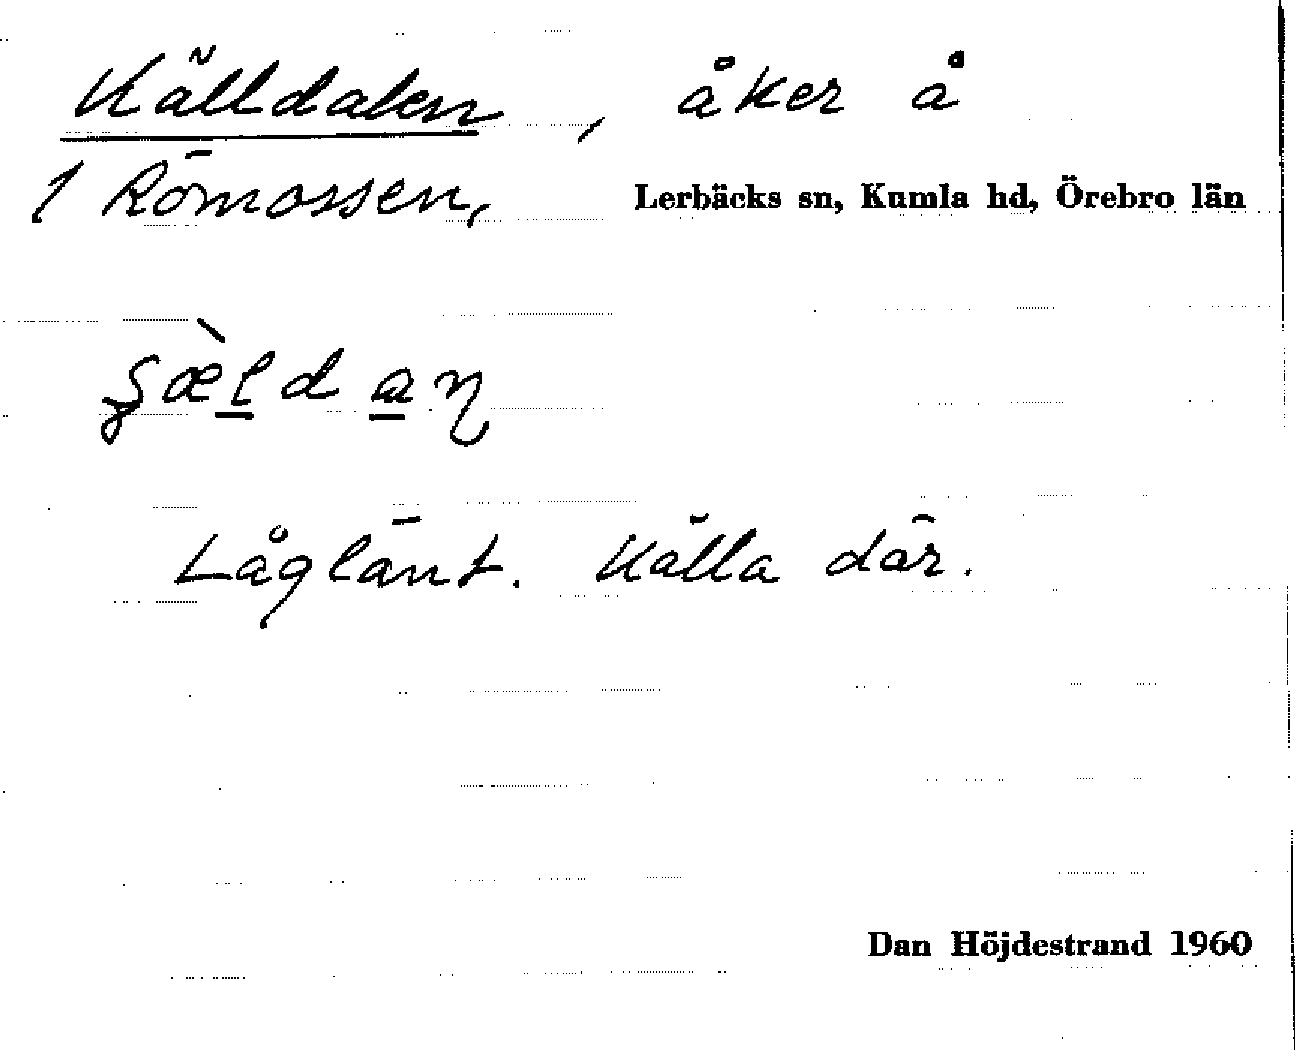 Källdalen, åker å
1 Römossen, Lerbäcks sn, Kumla hd, Örebro län
Låglänt. Källa där.
Dan Höjdestrand 1960